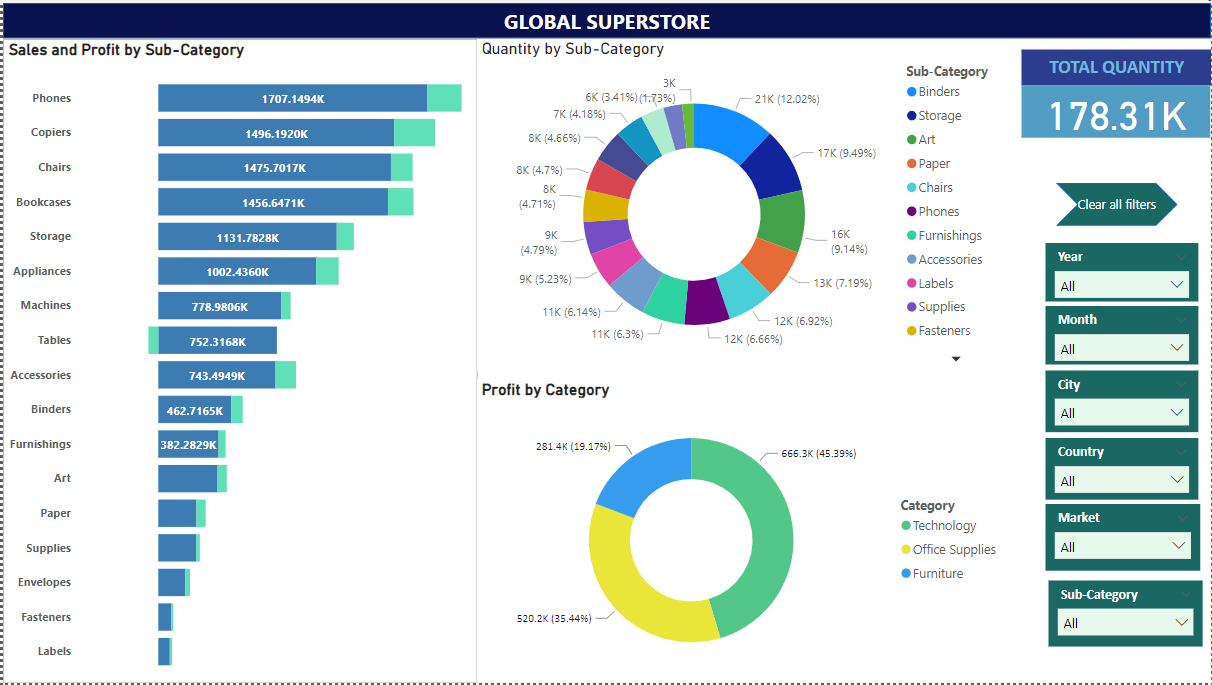 GLOBAL SUPERSTORE
Sales and Profit by Sub-Category
Phones
1707.1494K
Copiers
1496.1920K
Chairs
1475.7017K
Bookcases
1456.6471K
Storage
1131.7828K
Appliances
1002.4360K
Machines
778.9806K
Tables
752.3168K
Accessories
743.4949K
Binders
462.7165K
Furnishings
382.2829K
Art
Paper
Supplies
Envelopes
Fasteners
Labels
Quantity by Sub-Category
21K (12.02%)
17K (9.49%)
16K
(9.14%)
13K (7.19%)
12K (6.92%)
12K (6.66%)
11K (6.3%)
11K (6.14%)
9K (5.23%)
9K
(4.79%)
8K
(4.71%)
8K (4.7%)
8K (4.66%)
7K (4.18%)
6K (3.41%)
3K
(1.73%)
Sub-Category
Binders
Storage
Art
Paper
Chairs
Phones
Furnishings
Accessories
Labels
Supplies
Fasteners
Profit by Category
281.4K (19.17%)
666.3K (45.39%)
520.2K (35.44%)
Category
Technology
Office Supplies
Furniture
TOTAL QUANTITY
178.31K
Clear all filters
Year
All
Month
All
City
All
Country
All
Market
All
Sub-Category
All